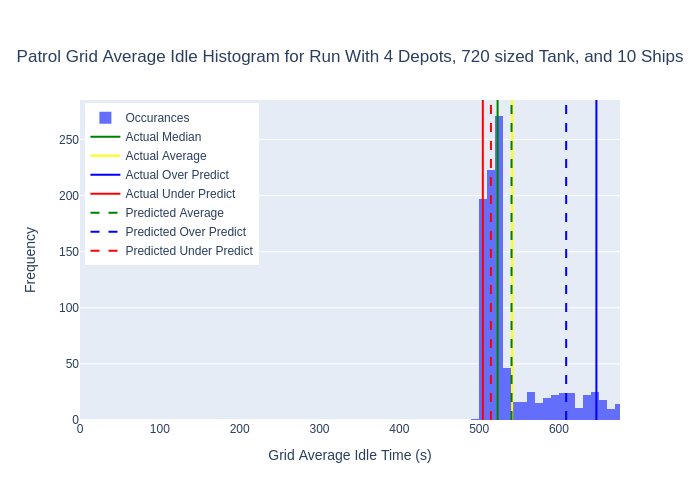 Patrol Grid Average Idle Histogram for Run With 4 Depots, 720 sized Tank, and 10 Ships
Occurances
Actual Median
Actual Average
Actual Over Predict
Actual Under Predict
Predicted Average
Predicted Over Predict
Predicted Under Predict
Frequency
250
200
150
100
50
0
0
100
200
300
400
500
600
Grid Average Idle Time (s)